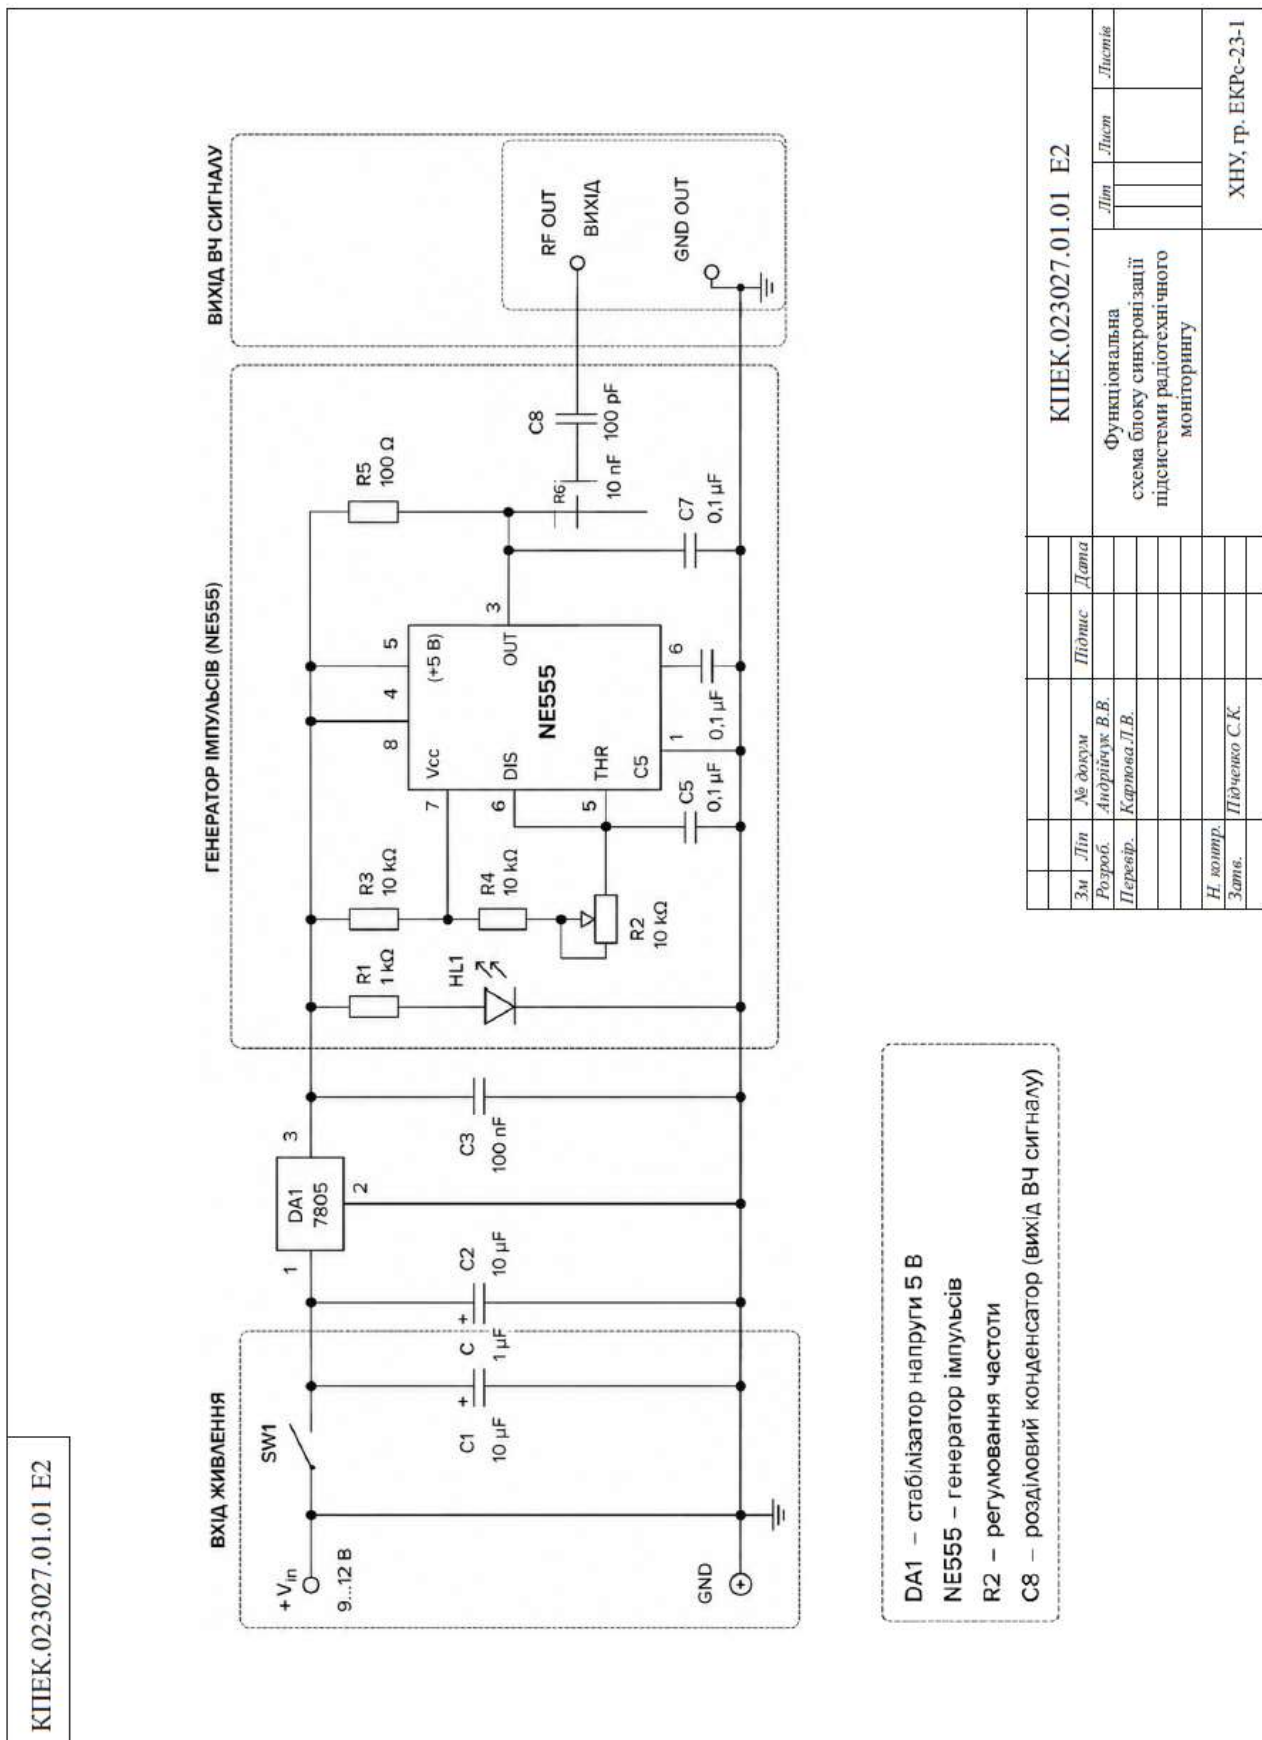 КПЕК.023027.01.01 Е2
ВХІД ЖИВЛЕННЯ
ГЕНЕРАТОР ІМПУЛЬСІВ (NE555)
ВИХІД ВЧ СИГНАЛУ
+Vin
9...12 В
SW1
C1
10 µF
+
C
1 µF
+
C2
10 µF
1
DA1
7805
3
2
C3
100 nF
R1
1 kΩ
HL1
R3
10 kΩ
R4
10 kΩ
R2
10 kΩ
7
6
5
8
4
5
Vcc
(+5 В)
DIS
OUT
THR
C5
NE555
3
1
6
C5
0,1 µF
0,1 µF
C7
0,1 µF
R5
100 Ω
R6
10 nF
C8
100 pF
RF OUT
ВИХІД
GND OUT
GND
DA1 – стабілізатор напруги 5 В
NE555 – генератор імпульсів
R2 – регулювання частоти
C8 – розділовий конденсатор (вихід ВЧ сигналу)
КПЕК.023027.01.01 Е2
Зм Літ № докум Підпис Дата
Розроб. Андрійчук В.В.
Перевір. Карпова Л.В.
Н. контр.
Затв. Підченко С.К.
Функціональна
схема блоку синхронізації
підсистеми радіотехнічного
моніторингу
Літ Лист Листів
ХНУ, гр. ЕКРс-23-1